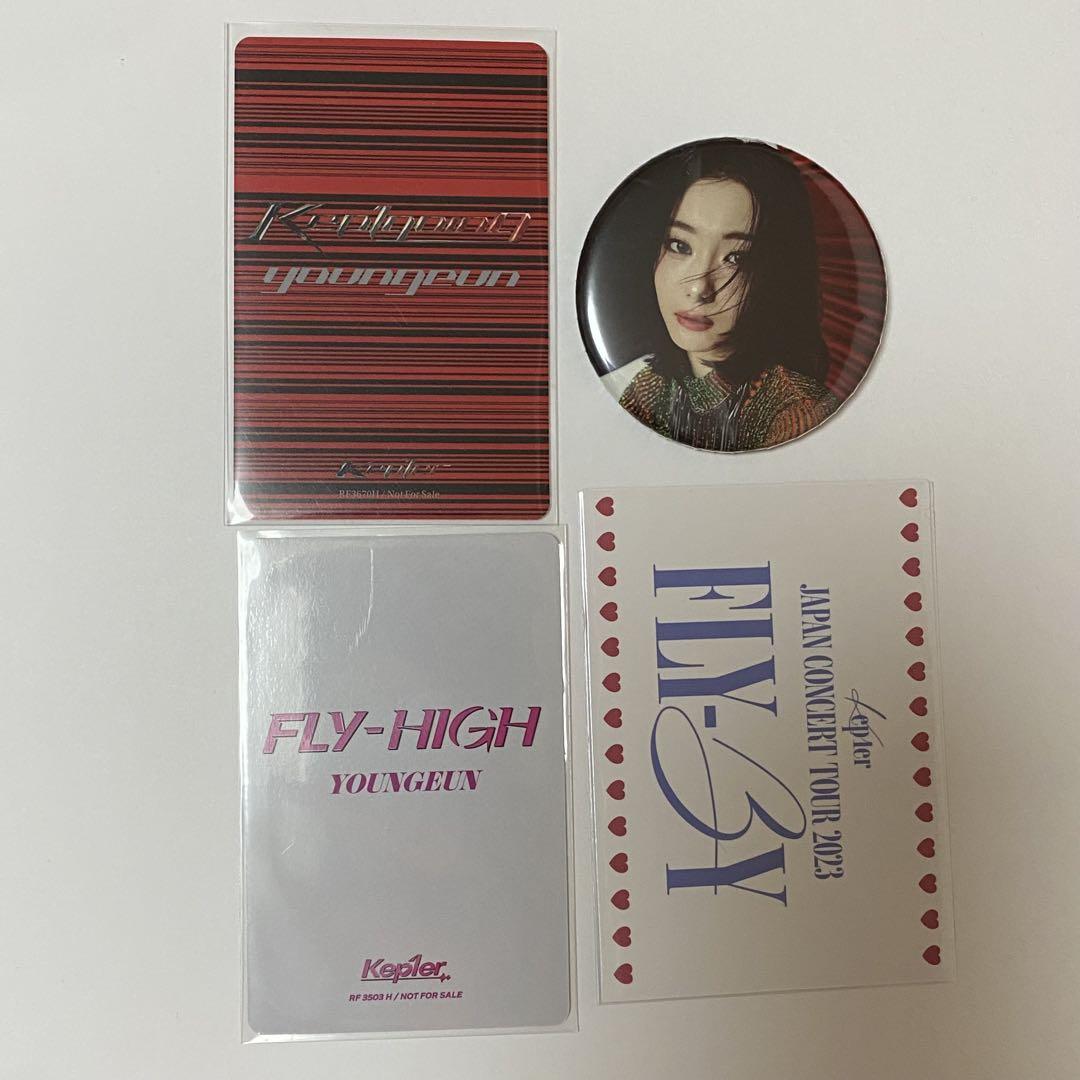 youngeun
Kep1er
RF3670H / Not For Sale
FLY-HIGH
YOUNGEUN
Kep1er
RF 3503 H / NOT FOR SALE
Kep1er
JAPAN CONCERT TOUR 2023
FLY-BY